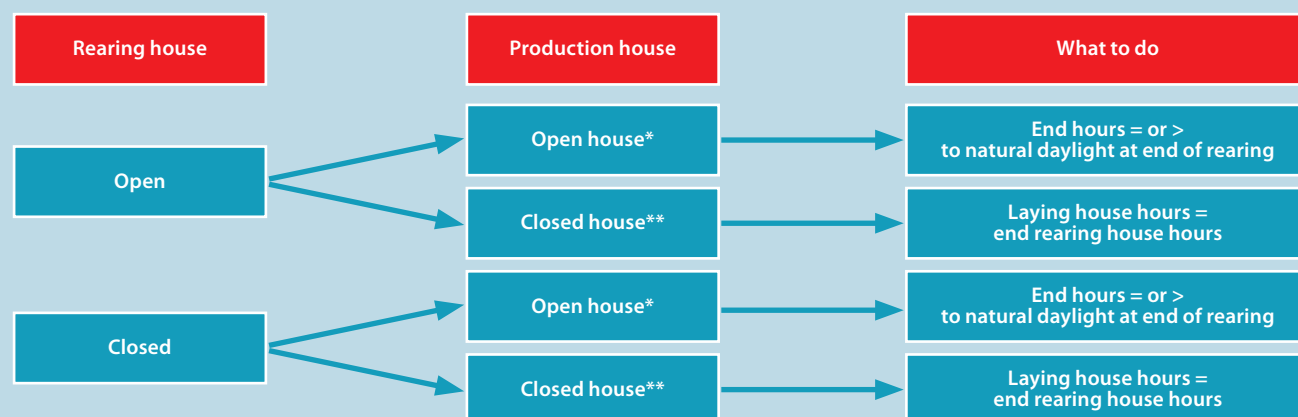 Rearing house
Production house
What to do
Open
Open house*
End hours = or >
to natural daylight at end of rearing
Closed house**
Laying house hours =
end rearing house hours
Closed
Open house*
End hours = or >
to natural daylight at end of rearing
Closed house**
Laying house hours =
end rearing house hours